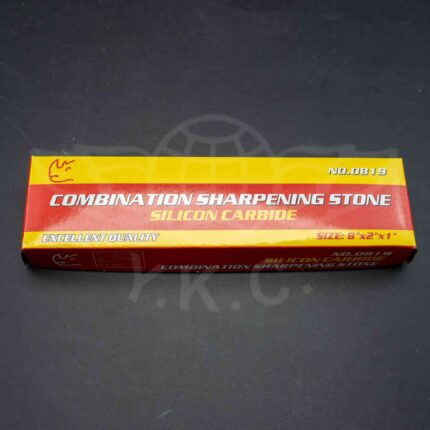 NO.0819
COMBINATION SHARPENING STONE
SILICON CARBIDE
EXCELLENT QUALITY
SIZE: 8"x2"x1"
NO.0819
SILICON CARBIDE
COMBINATION SHARPENING STONE
Y.K.C.